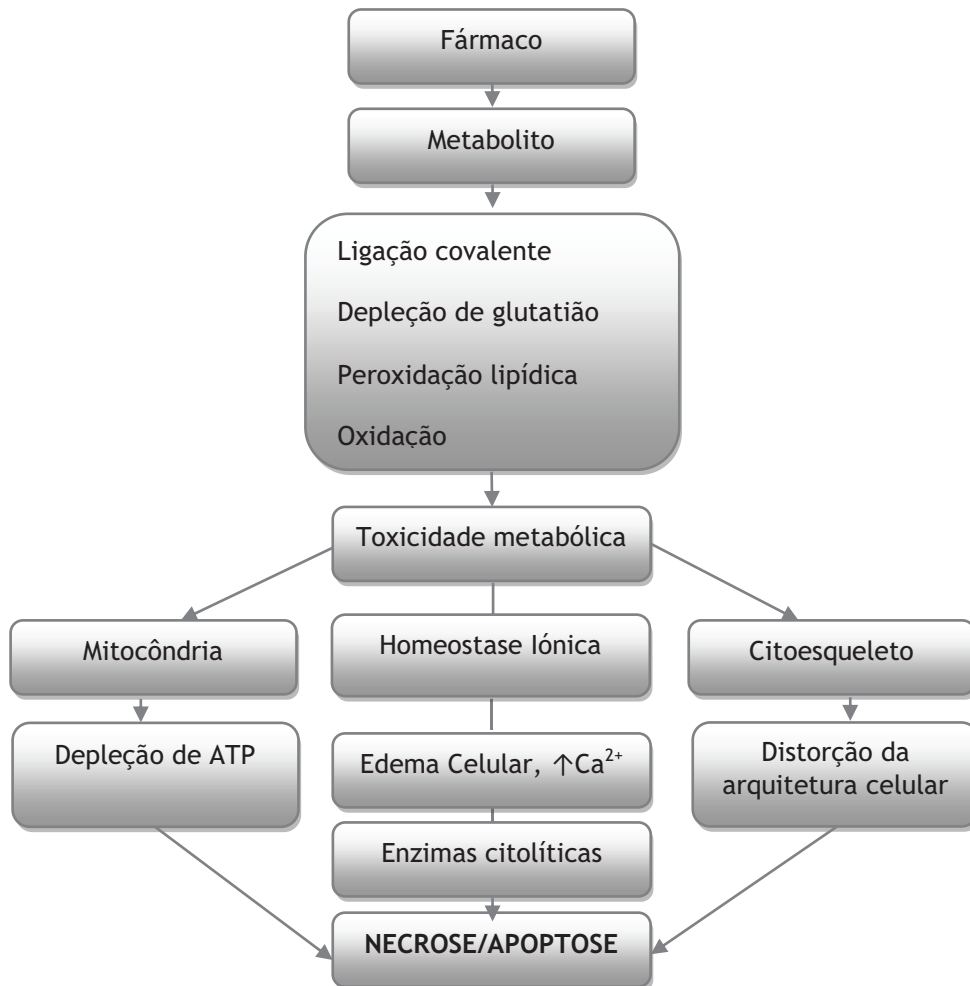 Fármaco
Metabolito
Ligação covalente
Depleção de glutatião
Peroxidação lipídica
Oxidação
Toxicidade metabólica
Mitocôndria
Homeostase Iónica
Citoesqueleto
Depleção de ATP
Edema Celular, ↑Ca²⁺
Distorção da
arquitetura celular
Enzimas citolíticas
NECROSE/APOPTOSE